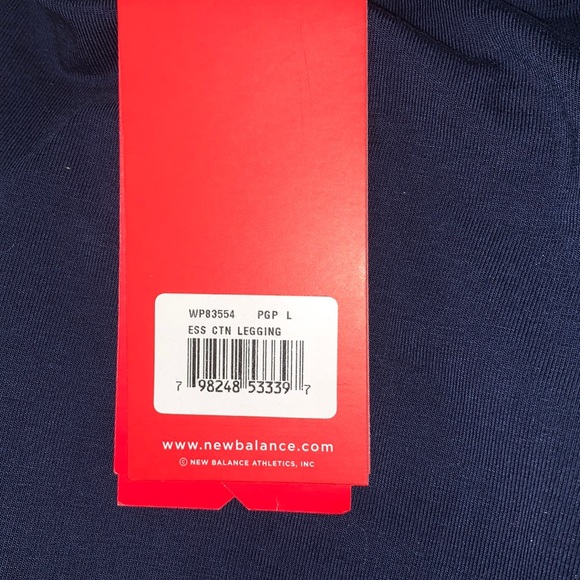 WP83554 PGP L
ESS CTN LEGGING
7 98248 53339 7
www.newbalance.com
© NEW BALANCE ATHLETICS, INC